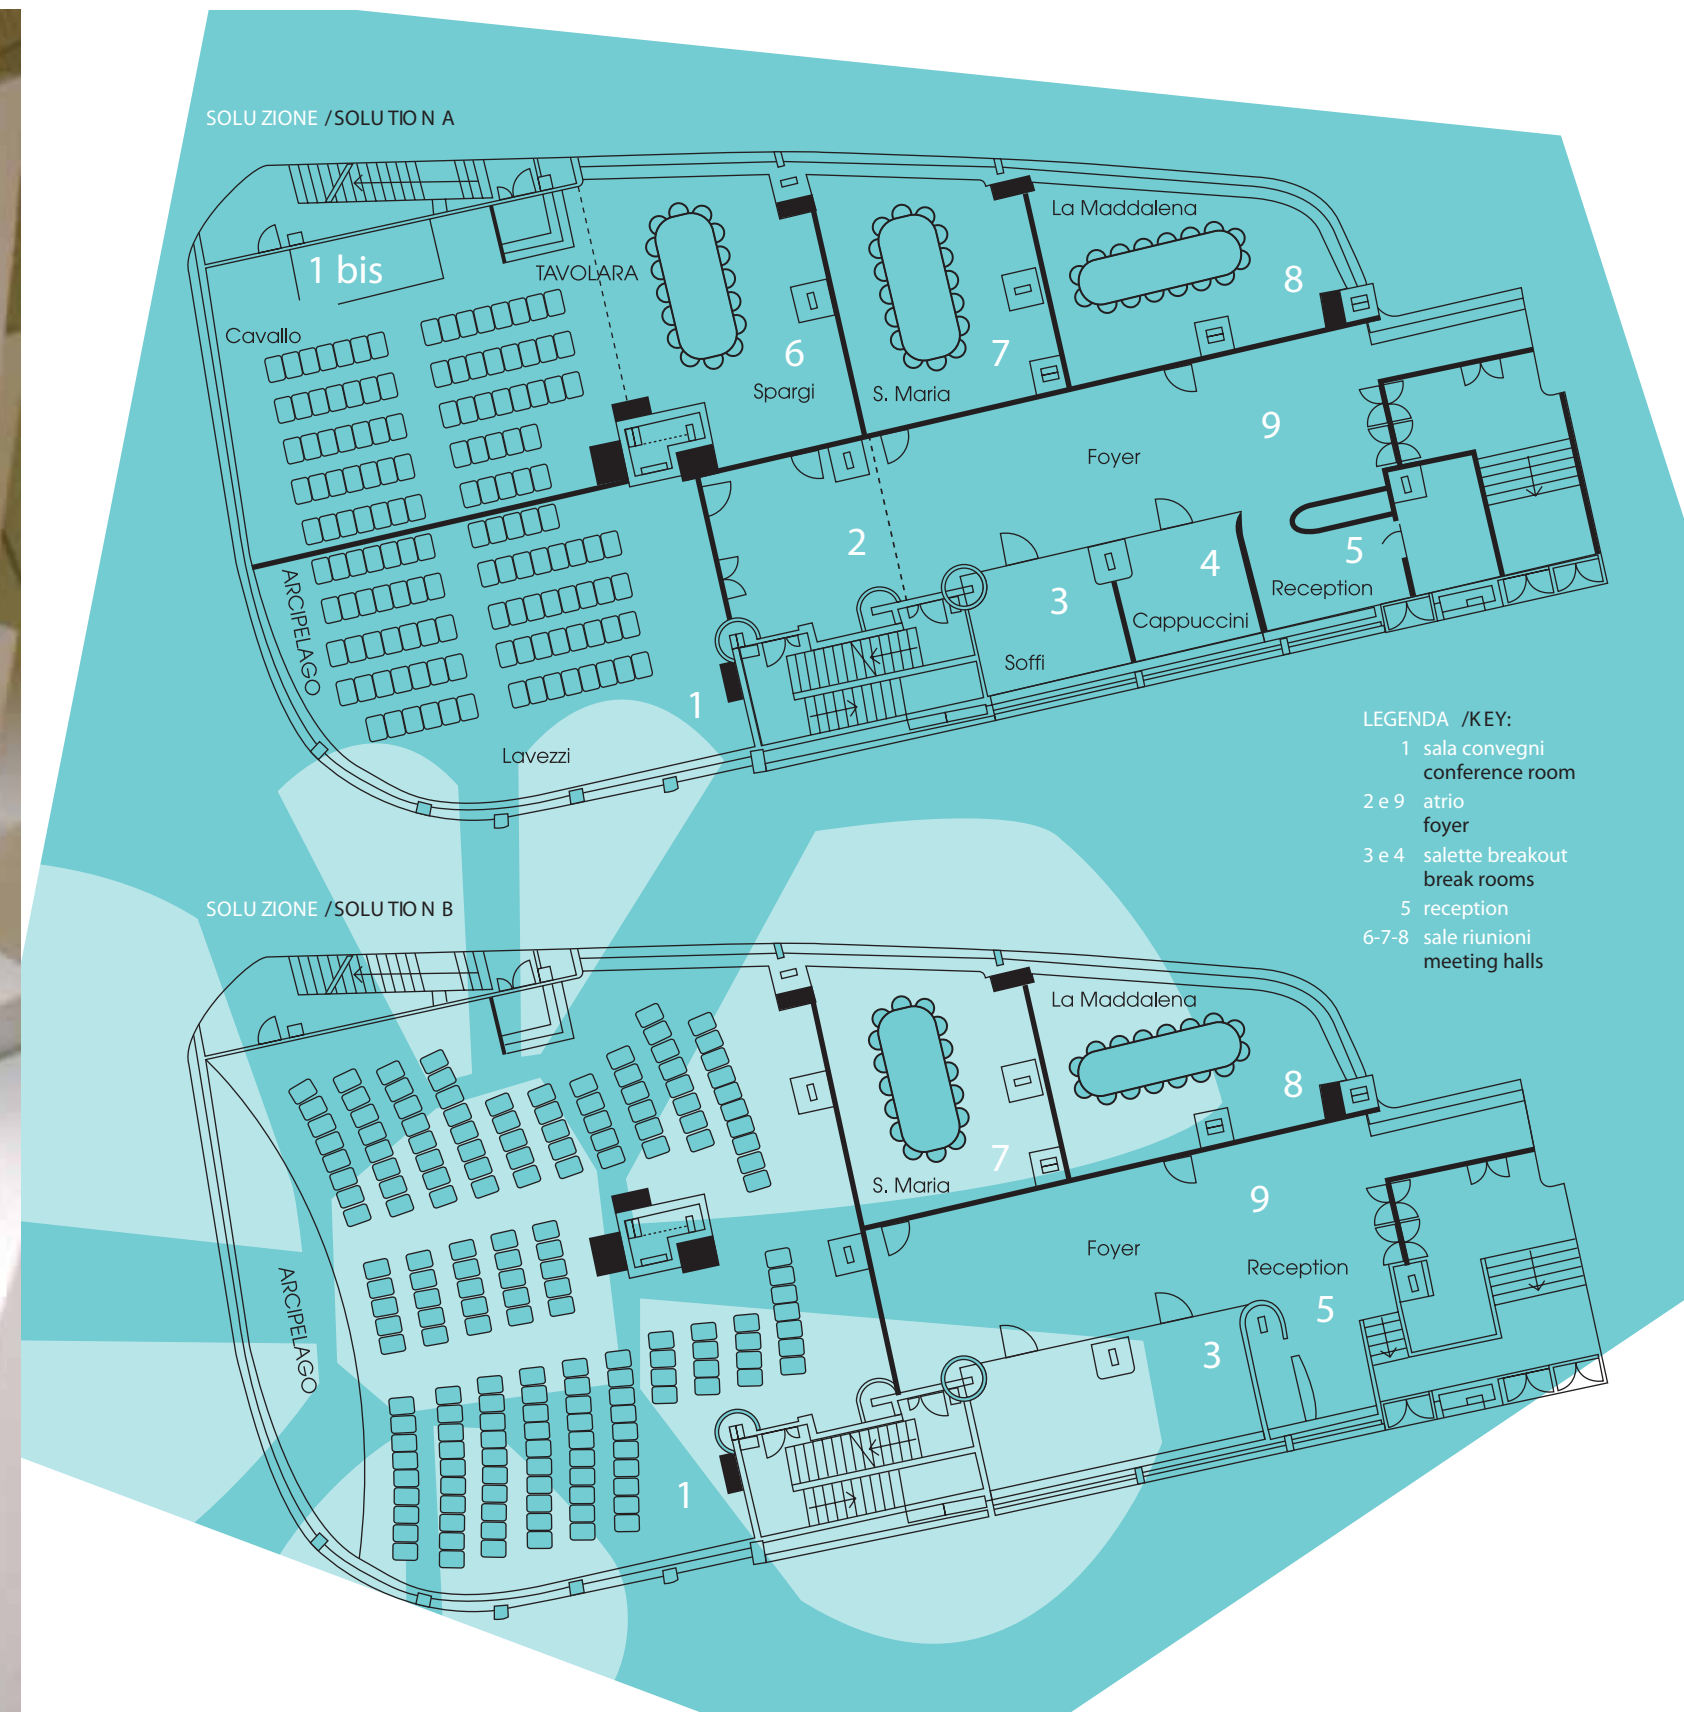 SOLUZIONE /SOLUTION A
La Maddalena
1 bis
TAVOLARA
8
Cavallo
6
7
Spargi
S. Maria
9
Foyer
2
5
4
ARCIPELAGO
Reception
3
Cappuccini
Soffi
1
Lavezzi
LEGENDA /KEY:
1 sala convegni
conference room
2 e 9 atrio
foyer
3 e 4 salette breakout
break rooms
5 reception
6-7-8 sale riunioni
meeting halls
SOLUZIONE /SOLUTION B
La Maddalena
8
7
S. Maria
9
Foyer
Reception
5
ARCIPELAGO
3
1